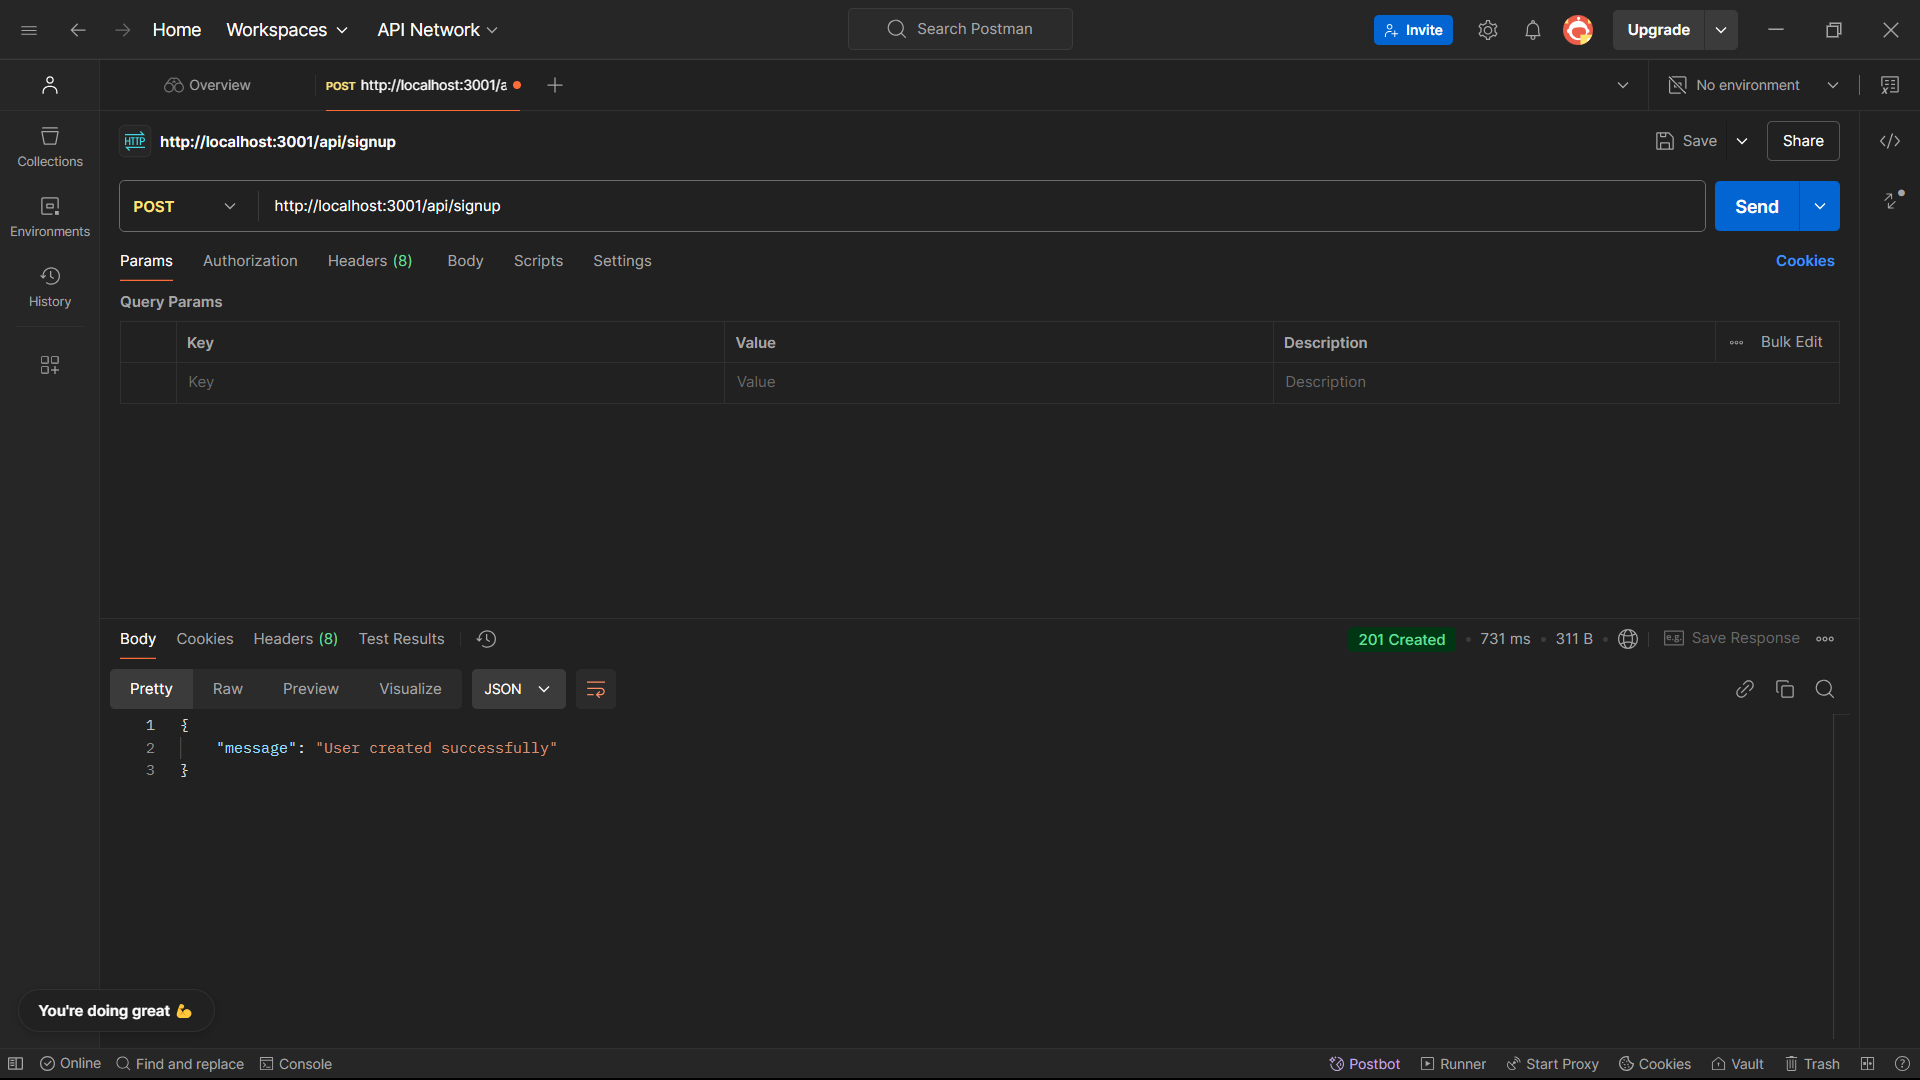 Home Workspaces API Network Search Postman Invite Upgrade
Overview POST http://localhost:3001/a No environment
HTTP http://localhost:3001/api/signup Save Share
Collections
POST http://localhost:3001/api/signup Send
Environments
Params Authorization Headers (8) Body Scripts Settings Cookies
History
Query Params
Key Value Description Bulk Edit
Key Value Description
Body Cookies Headers (8) Test Results 201 Created 731 ms 311 B e.g. Save Response
Pretty Raw Preview Visualize JSON
1 {
2 "message": "User created successfully"
3 }
You're doing great 💪
Online Find and replace Console Postbot Runner Start Proxy Cookies Vault Trash